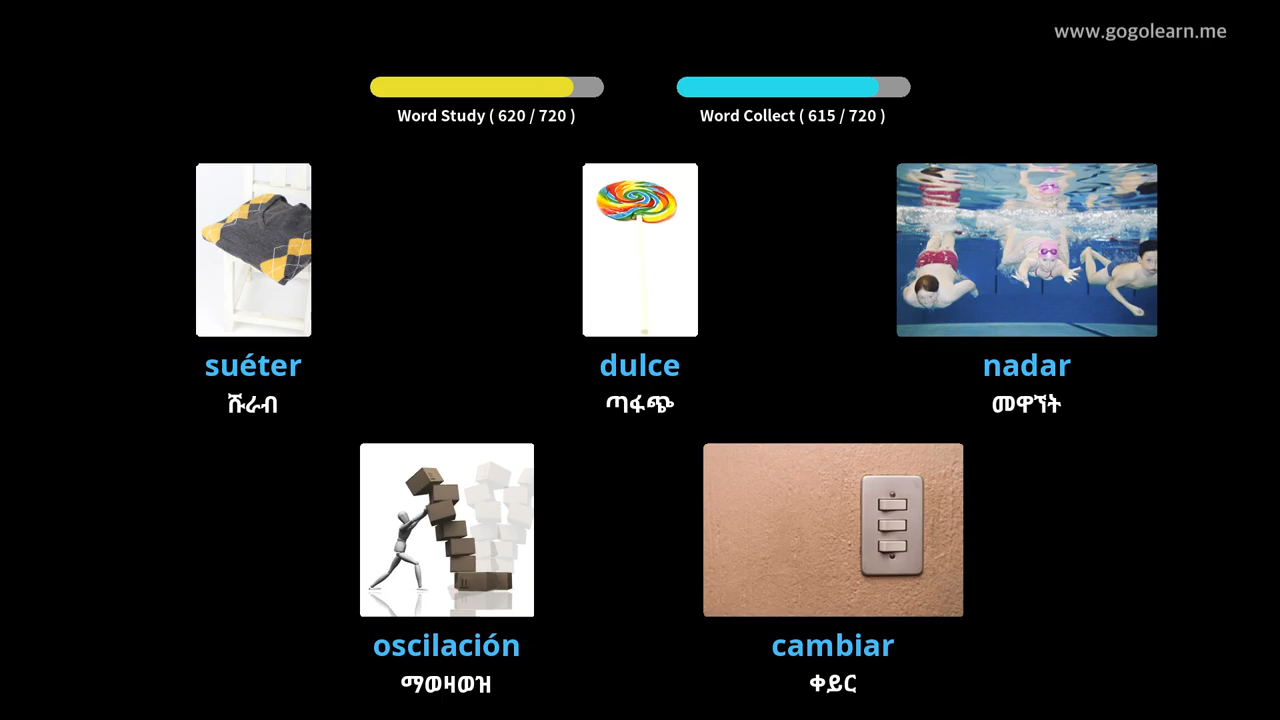 www.gogolearn.me
Word Study ( 620 / 720 )
Word Collect ( 615 / 720 )
suéter
ሹራብ
dulce
ጣፋጭ
nadar
መዋኘት
oscilación
ማወዛወዝ
cambiar
ቀይር